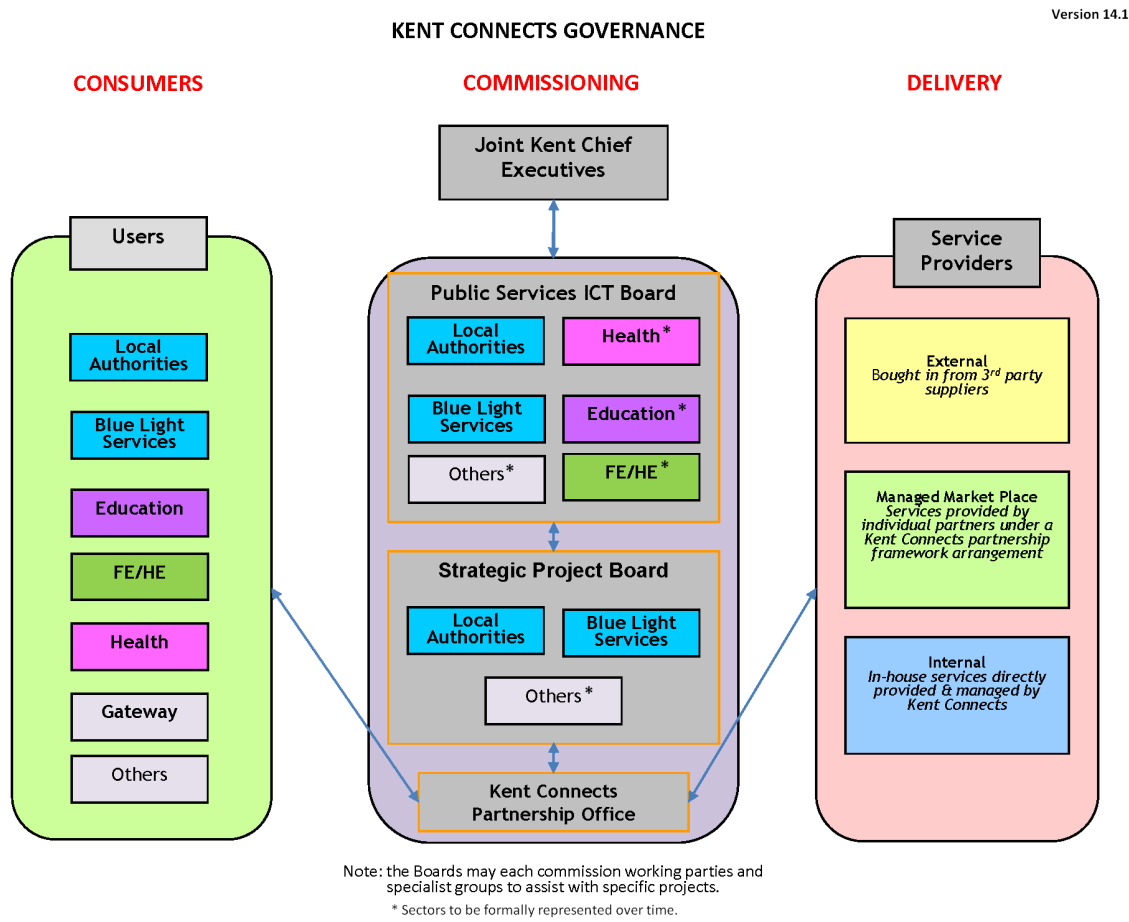 Version 14.1
KENT CONNECTS GOVERNANCE
CONSUMERS
COMMISSIONING
DELIVERY
Joint Kent Chief
Executives
Users
Local
Authorities
Blue Light
Services
Education
FE/HE
Health
Gateway
Others
Public Services ICT Board
Local
Authorities
Health*
Blue Light
Services
Education*
Others*
FE/HE*
Strategic Project Board
Local
Authorities
Blue Light
Services
Others*
Kent Connects
Partnership Office
Service
Providers
External
Bought in from 3rd party
suppliers
Managed Market Place
Services provided by
individual partners under a
Kent Connects partnership
framework arrangement
Internal
In-house services directly
provided & managed by
Kent Connects
Note: the Boards may each commission working parties and
specialist groups to assist with specific projects.
* Sectors to be formally represented over time.